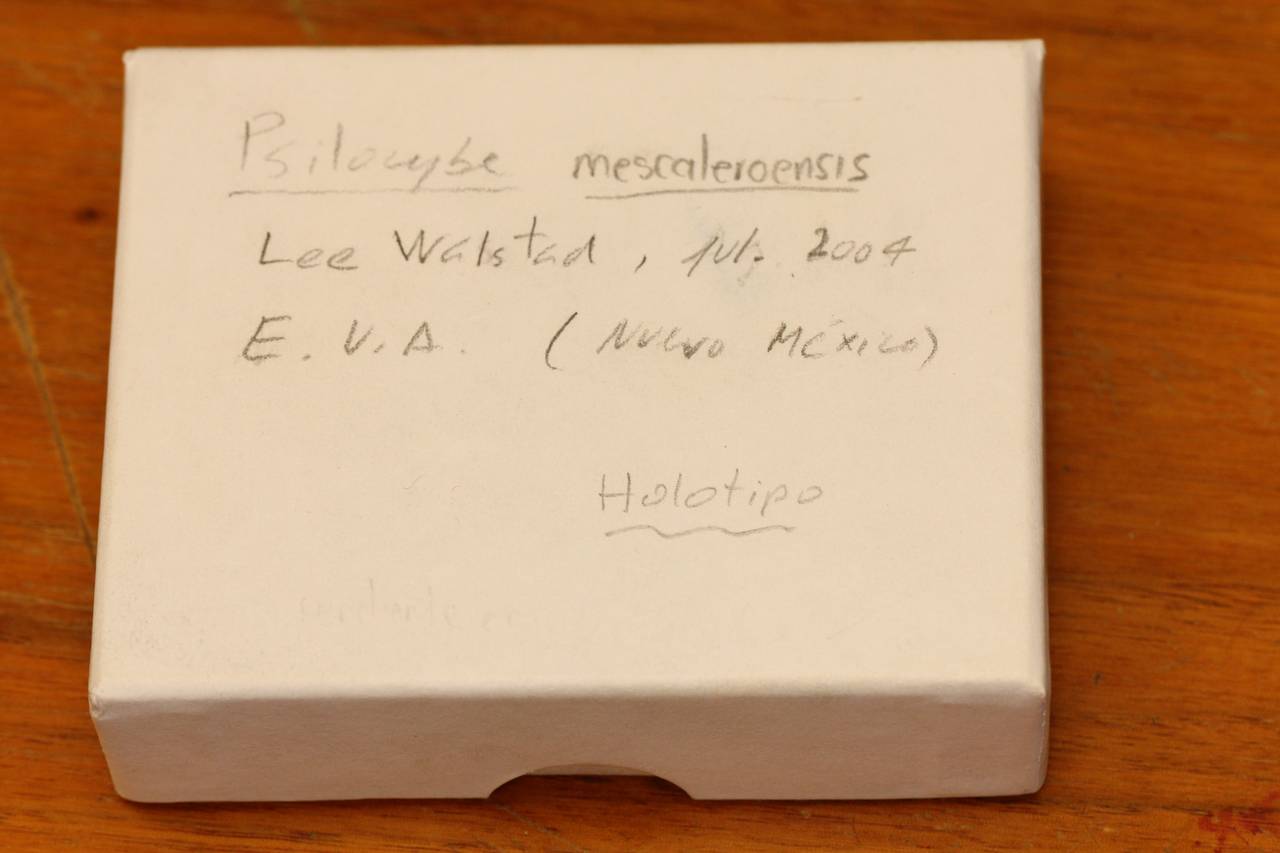 Psilocybe mescaleroensis
Lee Walstad, jul. 2004
E.U.A. (Nuevo México)
Holotipo